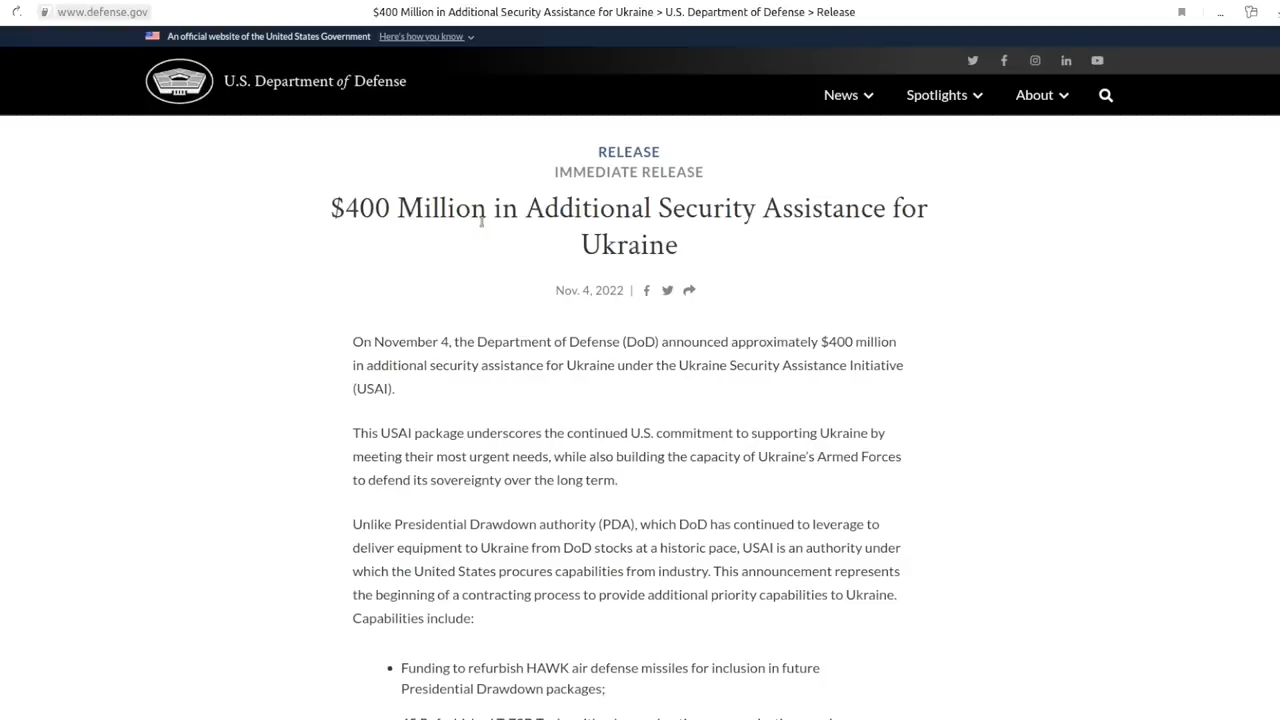 www.defense.gov
$400 Million in Additional Security Assistance for Ukraine > U.S. Department of Defense > Release
...
An official website of the United States Government Here's how you know
U.S. Department of Defense
News Spotlights About
RELEASE
IMMEDIATE RELEASE
$400 Million in Additional Security Assistance for
Ukraine
Nov. 4, 2022 |
On November 4, the Department of Defense (DoD) announced approximately $400 million
in additional security assistance for Ukraine under the Ukraine Security Assistance Initiative
(USAI).
This USAI package underscores the continued U.S. commitment to supporting Ukraine by
meeting their most urgent needs, while also building the capacity of Ukraine’s Armed Forces
to defend its sovereignty over the long term.
Unlike Presidential Drawdown authority (PDA), which DoD has continued to leverage to
deliver equipment to Ukraine from DoD stocks at a historic pace, USAI is an authority under
which the United States procures capabilities from industry. This announcement represents
the beginning of a contracting process to provide additional priority capabilities to Ukraine.
Capabilities include:
• Funding to refurbish HAWK air defense missiles for inclusion in future
Presidential Drawdown packages;